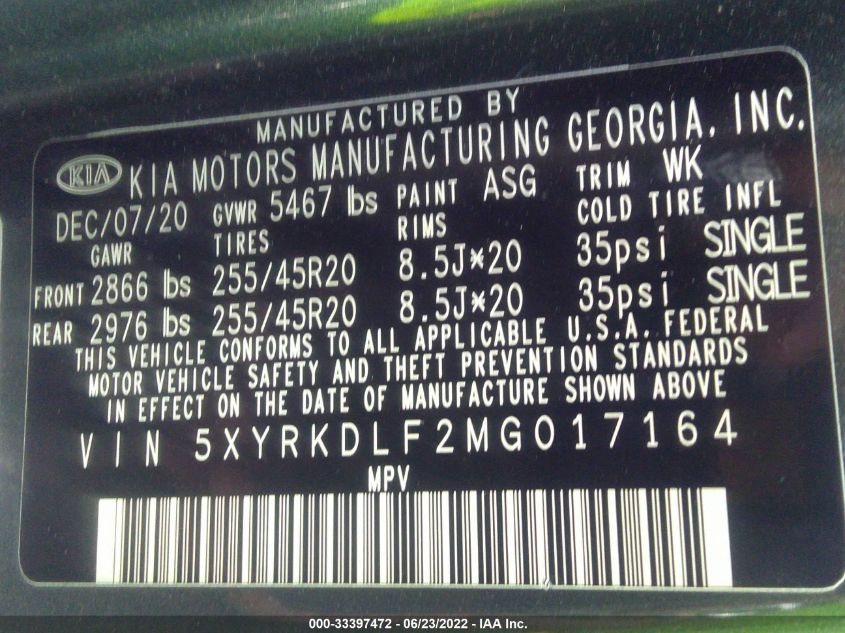 MANUFACTURED BY
KIA KIA MOTORS MANUFACTURING GEORGIA, INC.
DEC/07/20 GVWR 5467 lbs PAINT ASG TRIM WK
GAWR TIRES RIMS COLD TIRE INFL
FRONT 2866 lbs 255/45R20 8.5J*20 35psi SINGLE
REAR 2976 lbs 255/45R20 8.5J*20 35psi SINGLE
THIS VEHICLE CONFORMS TO ALL APPLICABLE U.S.A. FEDERAL
MOTOR VEHICLE SAFETY AND THEFT PREVENTION STANDARDS
IN EFFECT ON THE DATE OF MANUFACTURE SHOWN ABOVE
VIN 5XYRKDLF2MG017164
MPV
000-33397472 - 06/23/2022 - IAA Inc.